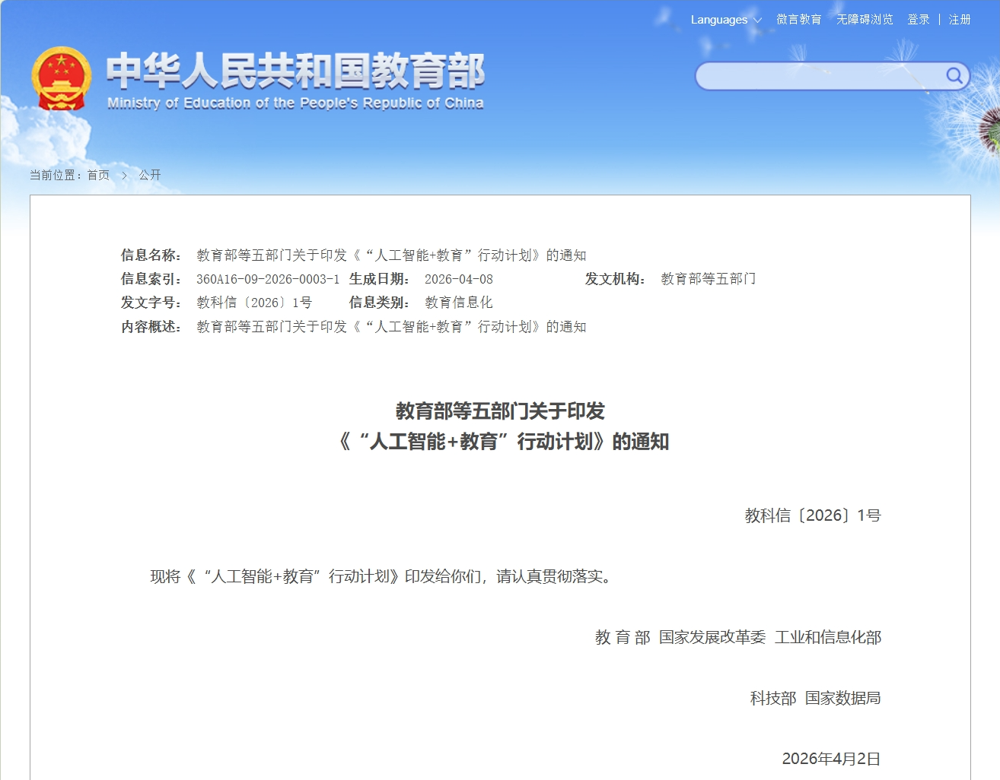 Languages 微言教育 无障碍浏览 登录 | 注册
中华人民共和国教育部
Ministry of Education of the People's Republic of China
当前位置：首页 > 公开
信息名称： 教育部等五部门关于印发《“人工智能+教育”行动计划》的通知
信息索引： 360A16-09-2026-0003-1 生成日期： 2026-04-08 发文机构： 教育部等五部门
发文字号： 教科信〔2026〕1号 信息类别： 教育信息化
内容概述： 教育部等五部门关于印发《“人工智能+教育”行动计划》的通知
教育部等五部门关于印发
《“人工智能+教育”行动计划》的通知
教科信〔2026〕1号
现将《“人工智能+教育”行动计划》印发给你们，请认真贯彻落实。
教 育 部 国家发展改革委 工业和信息化部
科技部 国家数据局
2026年4月2日